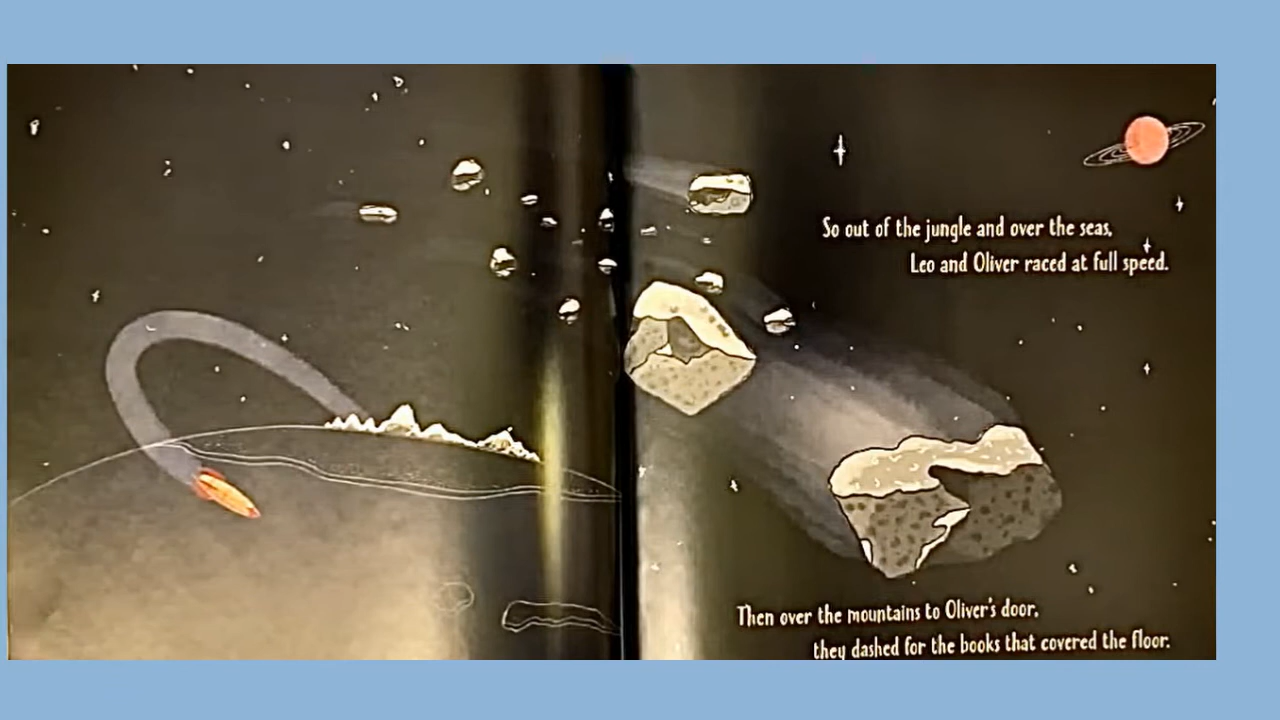 So out of the jungle and over the seas,
Leo and Oliver raced at full speed.
Then over the mountains to Oliver's door,
they dashed for the books that covered the floor.